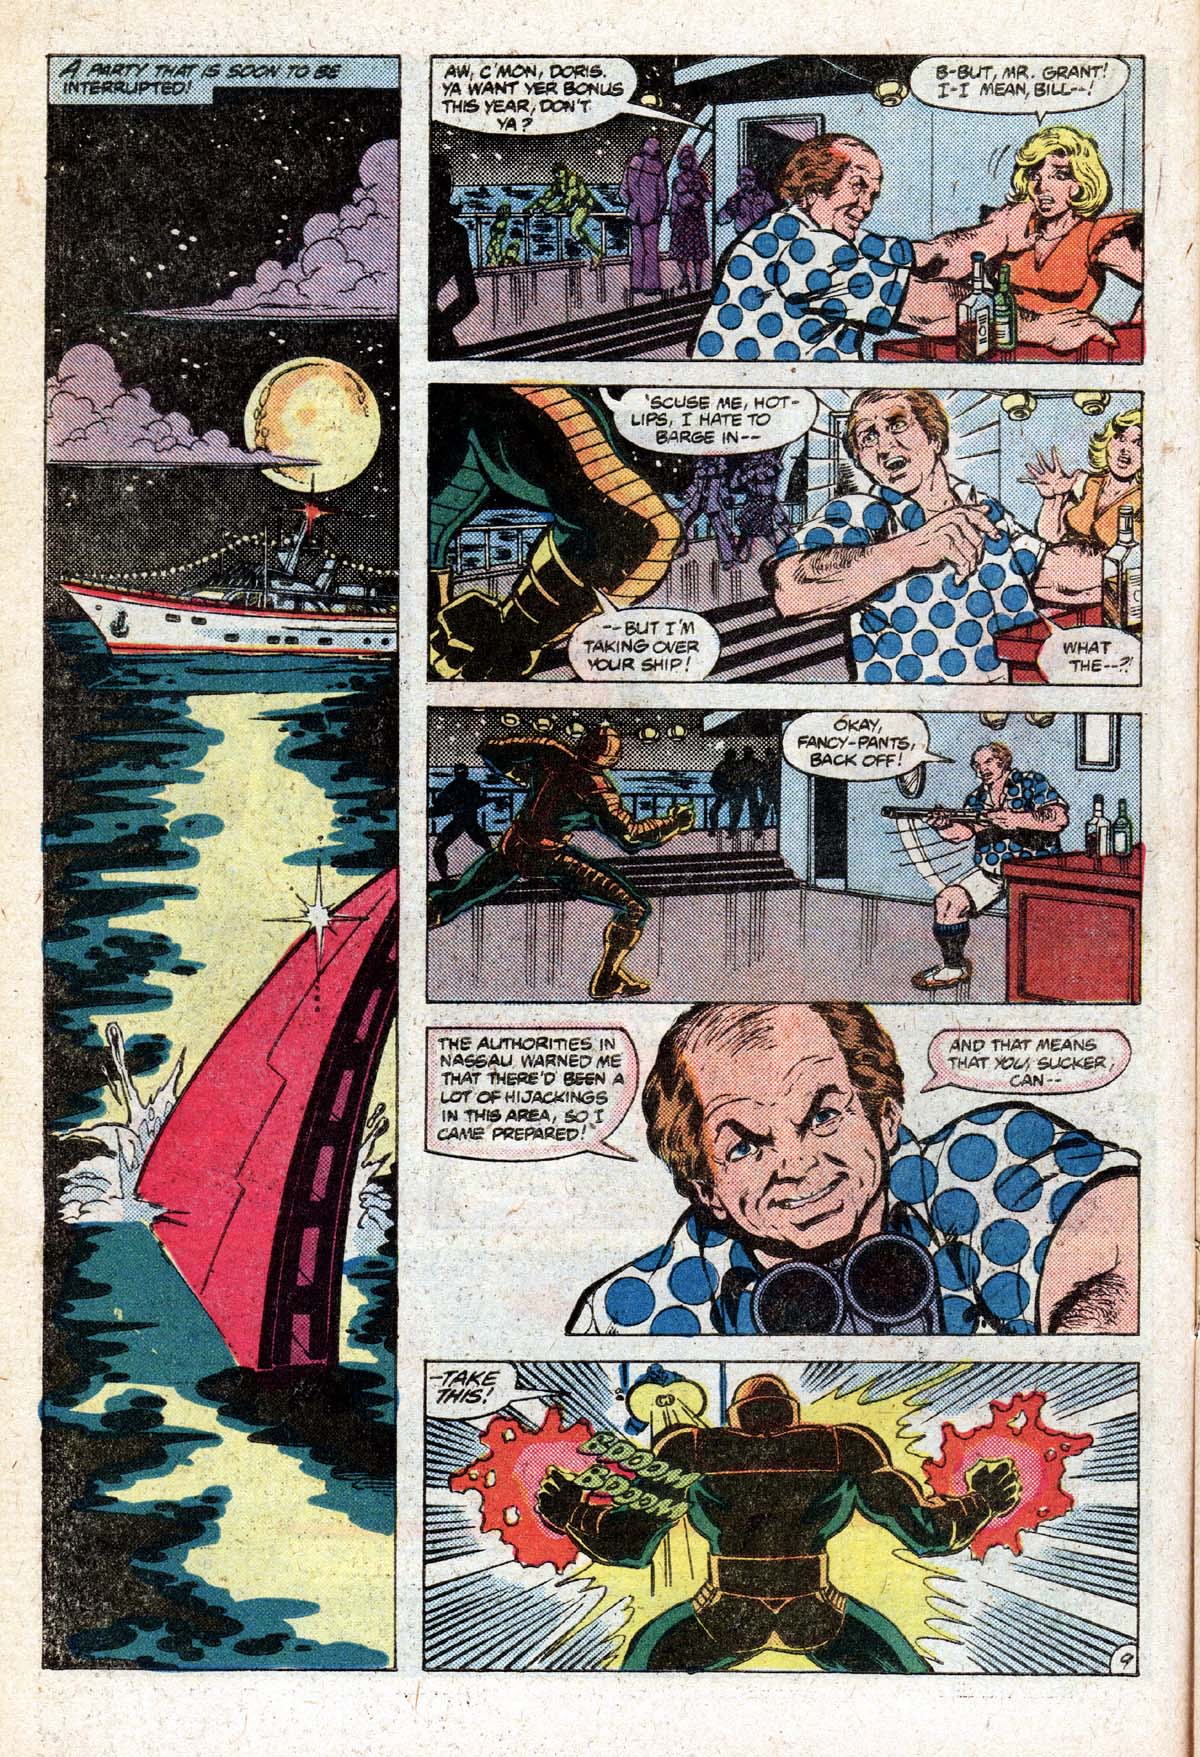 A PARTY THAT IS SOON TO BE
INTERRUPTED!
AW, C'MON, DORIS.
YA WANT YER BONUS
THIS YEAR, DON'T
YA?
B-BUT, MR. GRANT!
I-I MEAN, BILL--!
'SCUSE ME, HOT-
LIPS, I HATE TO
BARGE IN--
--BUT I'M
TAKING OVER
YOUR SHIP!
WHAT
THE--?!
OKAY,
FANCY-PANTS,
BACK OFF!
THE AUTHORITIES IN
NASSAU WARNED ME
THAT THERE'D BEEN A
LOT OF HIJACKINGS
IN THIS AREA, SO I
CAME PREPARED!
AND THAT MEANS
THAT YOU, SUCKER,
CAN--
--TAKE
THIS!
BOOOM
BOOOM
9